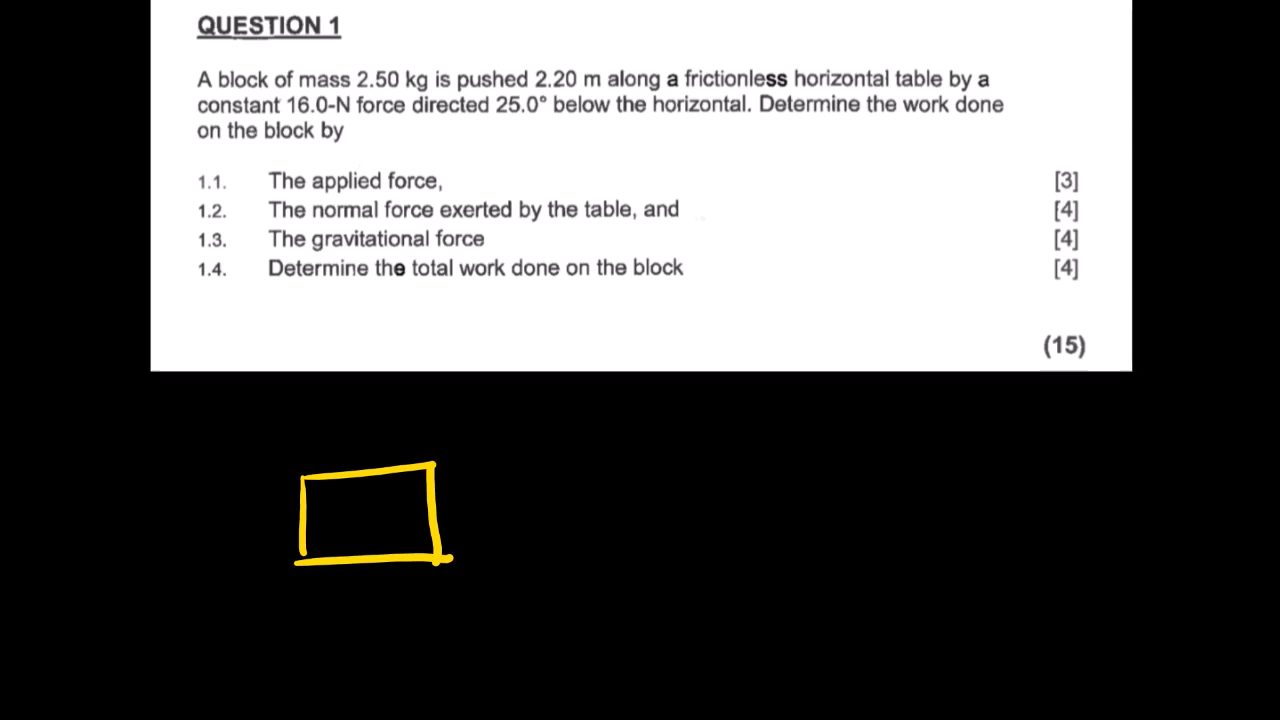 QUESTION 1
A block of mass 2.50 kg is pushed 2.20 m along a frictionless horizontal table by a
constant 16.0-N force directed 25.0° below the horizontal. Determine the work done
on the block by
1.1. The applied force, [3]
1.2. The normal force exerted by the table, and [4]
1.3. The gravitational force [4]
1.4. Determine the total work done on the block [4]
(15)